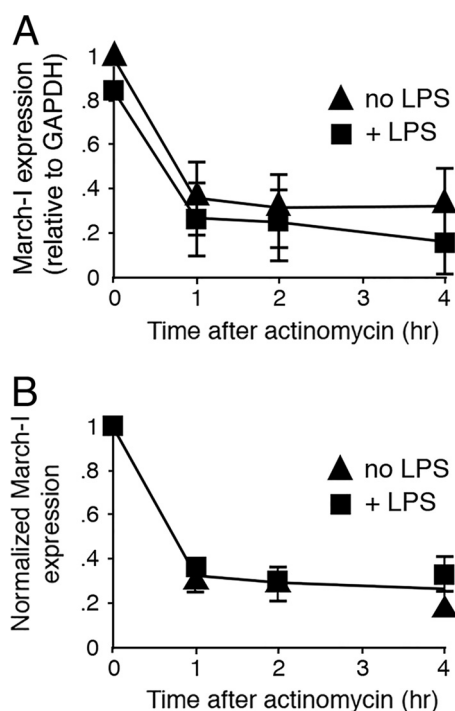 A
March-I expression
(relative to GAPDH)
1
.8
.6
.4
.2
0
no LPS
+ LPS
0 1 2 3 4
Time after actinomycin (hr)
B
Normalized March-I
expression
1
.8
.6
.4
.2
0
no LPS
+ LPS
0 1 2 3 4
Time after actinomycin (hr)